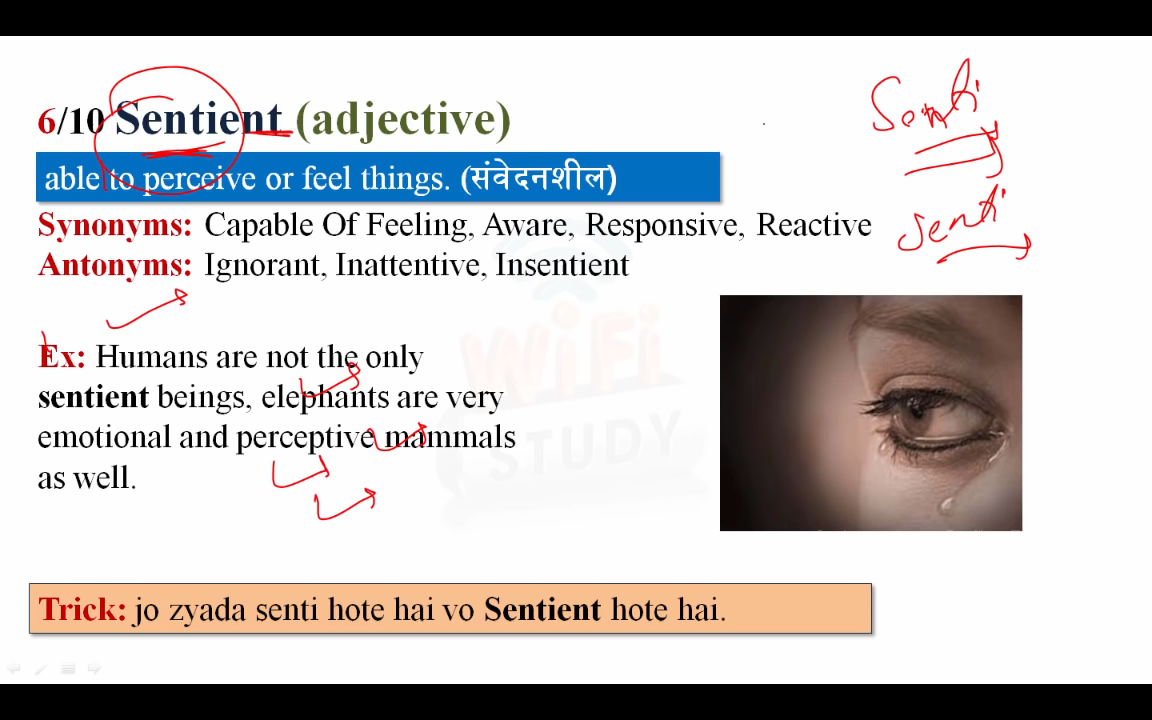 6/10 Sentient (adjective)
able to perceive or feel things. (संवेदनशील)
Synonyms: Capable Of Feeling, Aware, Responsive, Reactive
Antonyms: Ignorant, Inattentive, Insentient
Ex: Humans are not the only
sentient beings, elephants are very
emotional and perceptive mammals
as well.
Trick: jo zyada senti hote hai vo Sentient hote hai.
Senti
Senti
WiFi
STUDY